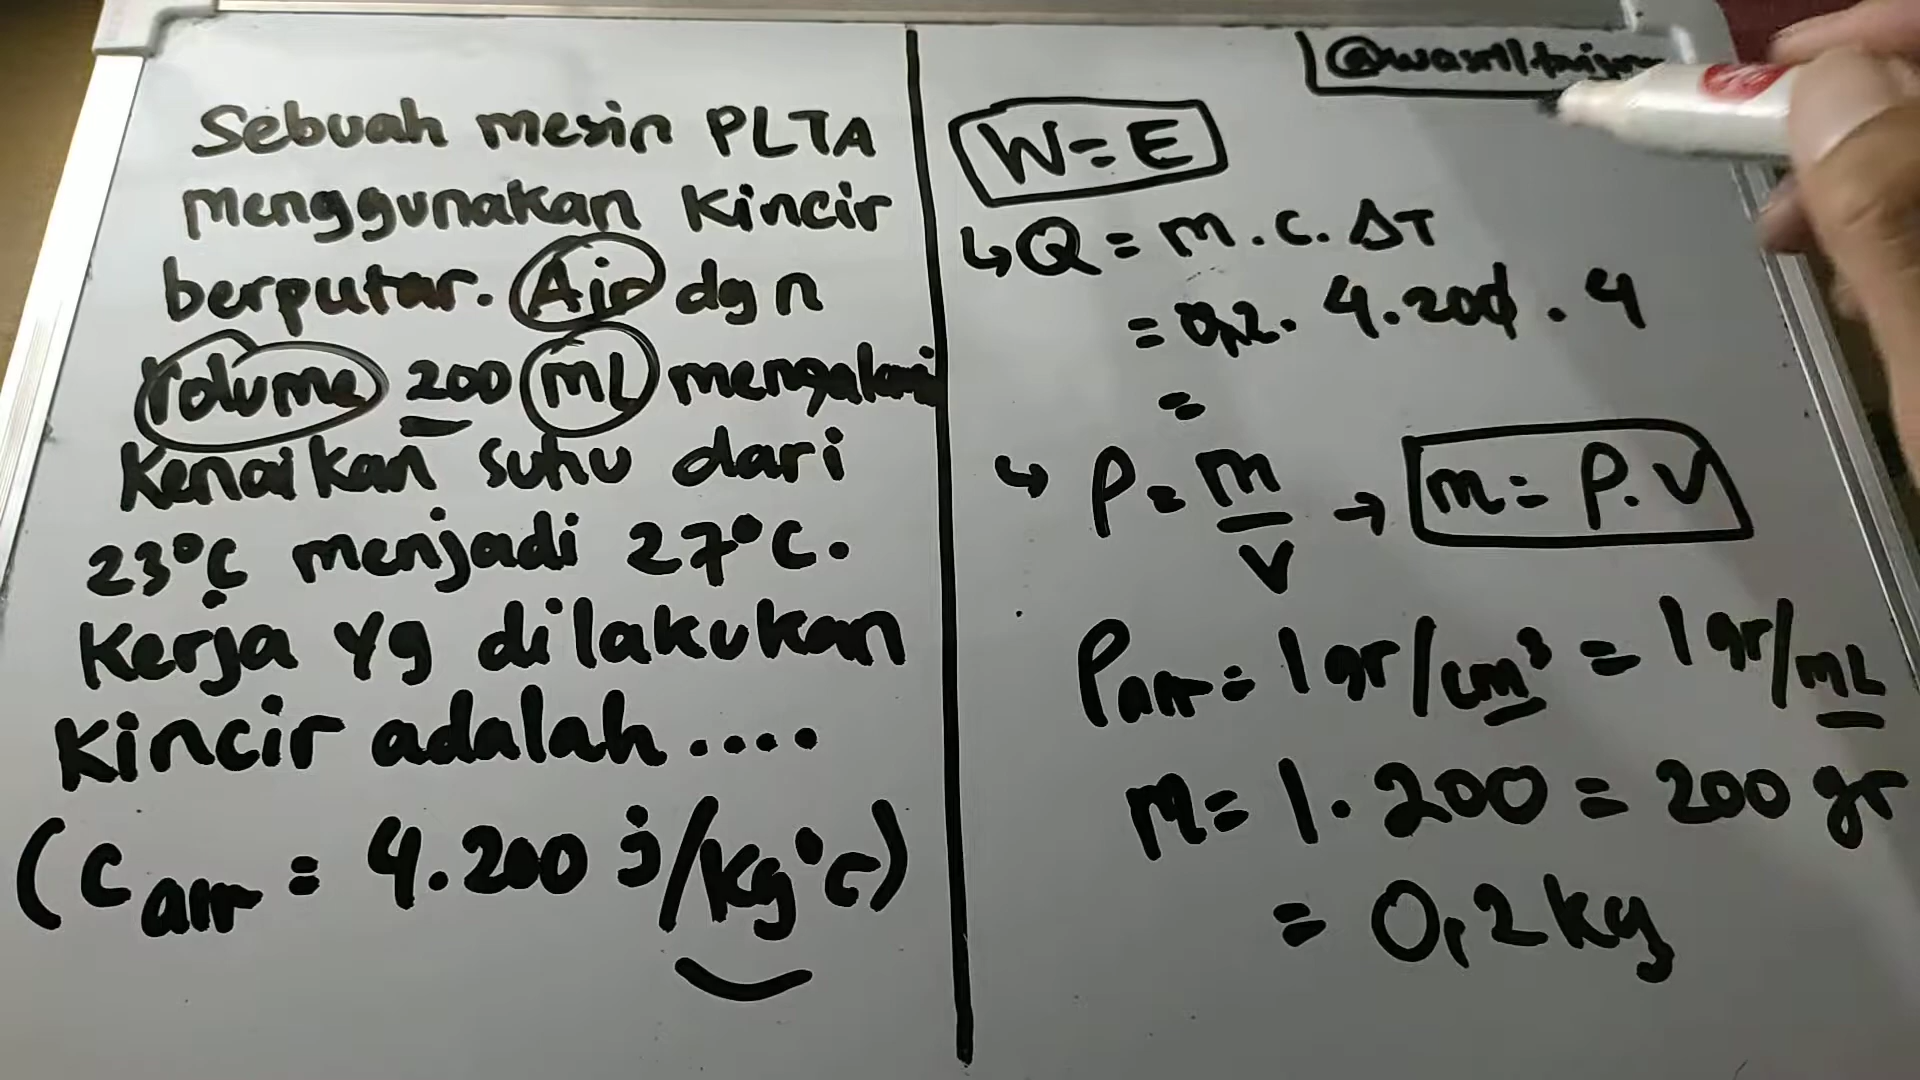 Sebuah mesin PLTA
menggunakan kincir
berputar. Air dgn
Volume 200 mL mengalami
Kenaikan suhu dari
23°C menjadi 27°C.
Kerja yg dilakukan
Kincir adalah ....
(C air = 4.200 j/kg°c)
W = E
↳ Q = m . c . ΔT
= 0,2 . 4.200 . 4
=
↳ ρ = m/V → m = ρ.V
ρ air = 1 gr/cm³ = 1 gr/mL
m = 1 . 200 = 200 gr
= 0,2 kg